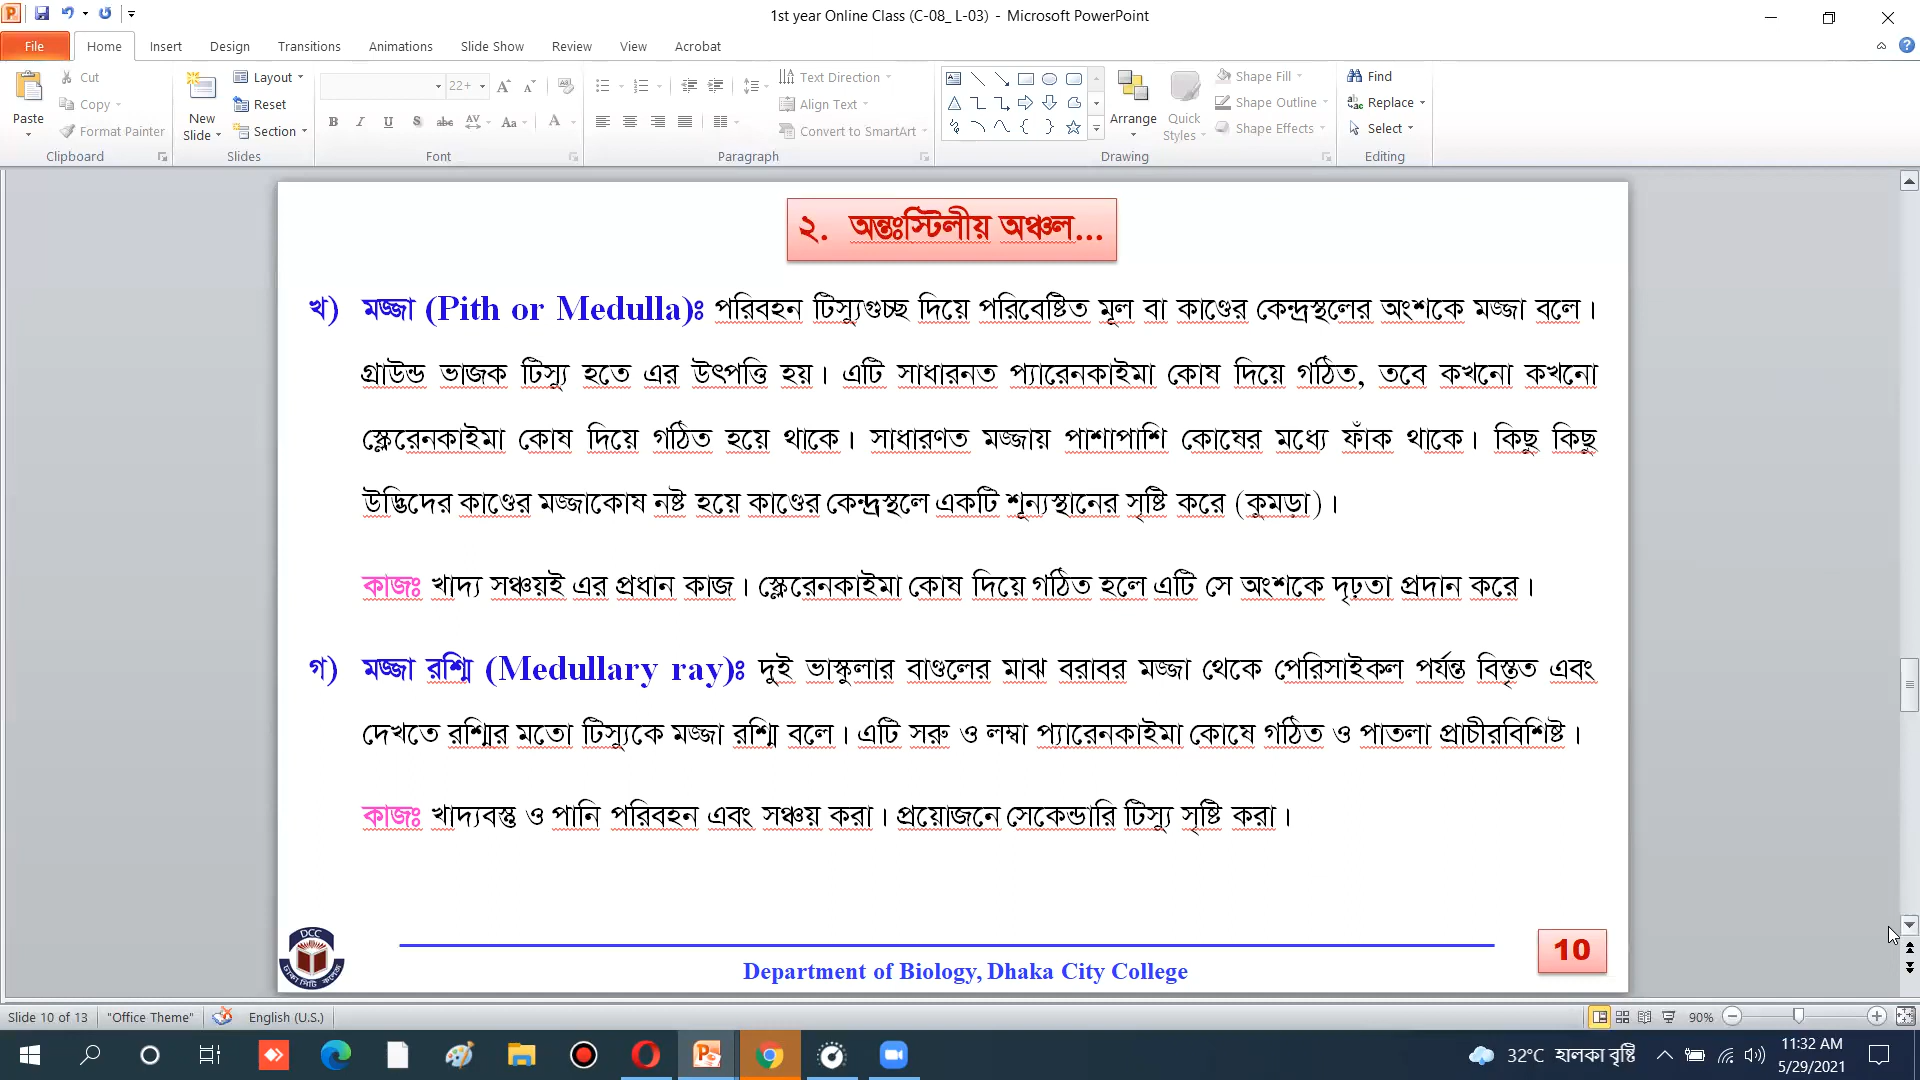 1st year Online Class (C-08_ L-03) - Microsoft PowerPoint
File Home Insert Design Transitions Animations Slide Show Review View Acrobat
Paste
Cut
Copy
Format Painter
Clipboard
New Slide
Layout
Reset
Section
Slides
22+
B I U S abc AV Aa A
Font
Text Direction
Align Text
Convert to SmartArt
Paragraph
Arrange
Quick Styles
Shape Fill
Shape Outline
Shape Effects
Drawing
Find
Replace
Select
Editing
২. অন্তঃস্টিলীয় অঞ্চল...
খ) মজ্জা (Pith or Medulla)ঃ পরিবহন টিস্যুগুচ্ছ দিয়ে পরিবেষ্টিত মূল বা কাণ্ডের কেন্দ্রস্থলের অংশকে মজ্জা বলে।
গ্রাউন্ড ভাজক টিস্যু হতে এর উৎপত্তি হয়। এটি সাধারনত প্যারেনকাইমা কোষ দিয়ে গঠিত, তবে কখনো কখনো
স্ক্লেরেনকাইমা কোষ দিয়ে গঠিত হয়ে থাকে। সাধারণত মজ্জায় পাশাপাশি কোষের মধ্যে ফাঁক থাকে। কিছু কিছু
উদ্ভিদের কাণ্ডের মজ্জাকোষ নষ্ট হয়ে কাণ্ডের কেন্দ্রস্থলে একটি শূন্যস্থানের সৃষ্টি করে (কুমড়া)।
কাজঃ খাদ্য সঞ্চয়ই এর প্রধান কাজ। স্ক্লেরেনকাইমা কোষ দিয়ে গঠিত হলে এটি সে অংশকে দৃঢ়তা প্রদান করে।
গ) মজ্জা রশ্মি (Medullary ray)ঃ দুই ভাস্কুলার বাণ্ডলের মাঝ বরাবর মজ্জা থেকে পেরিসাইকল পর্যন্ত বিস্তৃত এবং
দেখতে রশ্মির মতো টিস্যুকে মজ্জা রশ্মি বলে। এটি সরু ও লম্বা প্যারেনকাইমা কোষে গঠিত ও পাতলা প্রাচীরবিশিষ্ট।
কাজঃ খাদ্যবস্তু ও পানি পরিবহন এবং সঞ্চয় করা। প্রয়োজনে সেকেন্ডারি টিস্যু সৃষ্টি করা।
DCC
ঢাকা সিটি কলেজ
Department of Biology, Dhaka City College
10
Slide 10 of 13 "Office Theme" English (U.S.) 90%
32°C হালকা বৃষ্টি
11:32 AM
5/29/2021